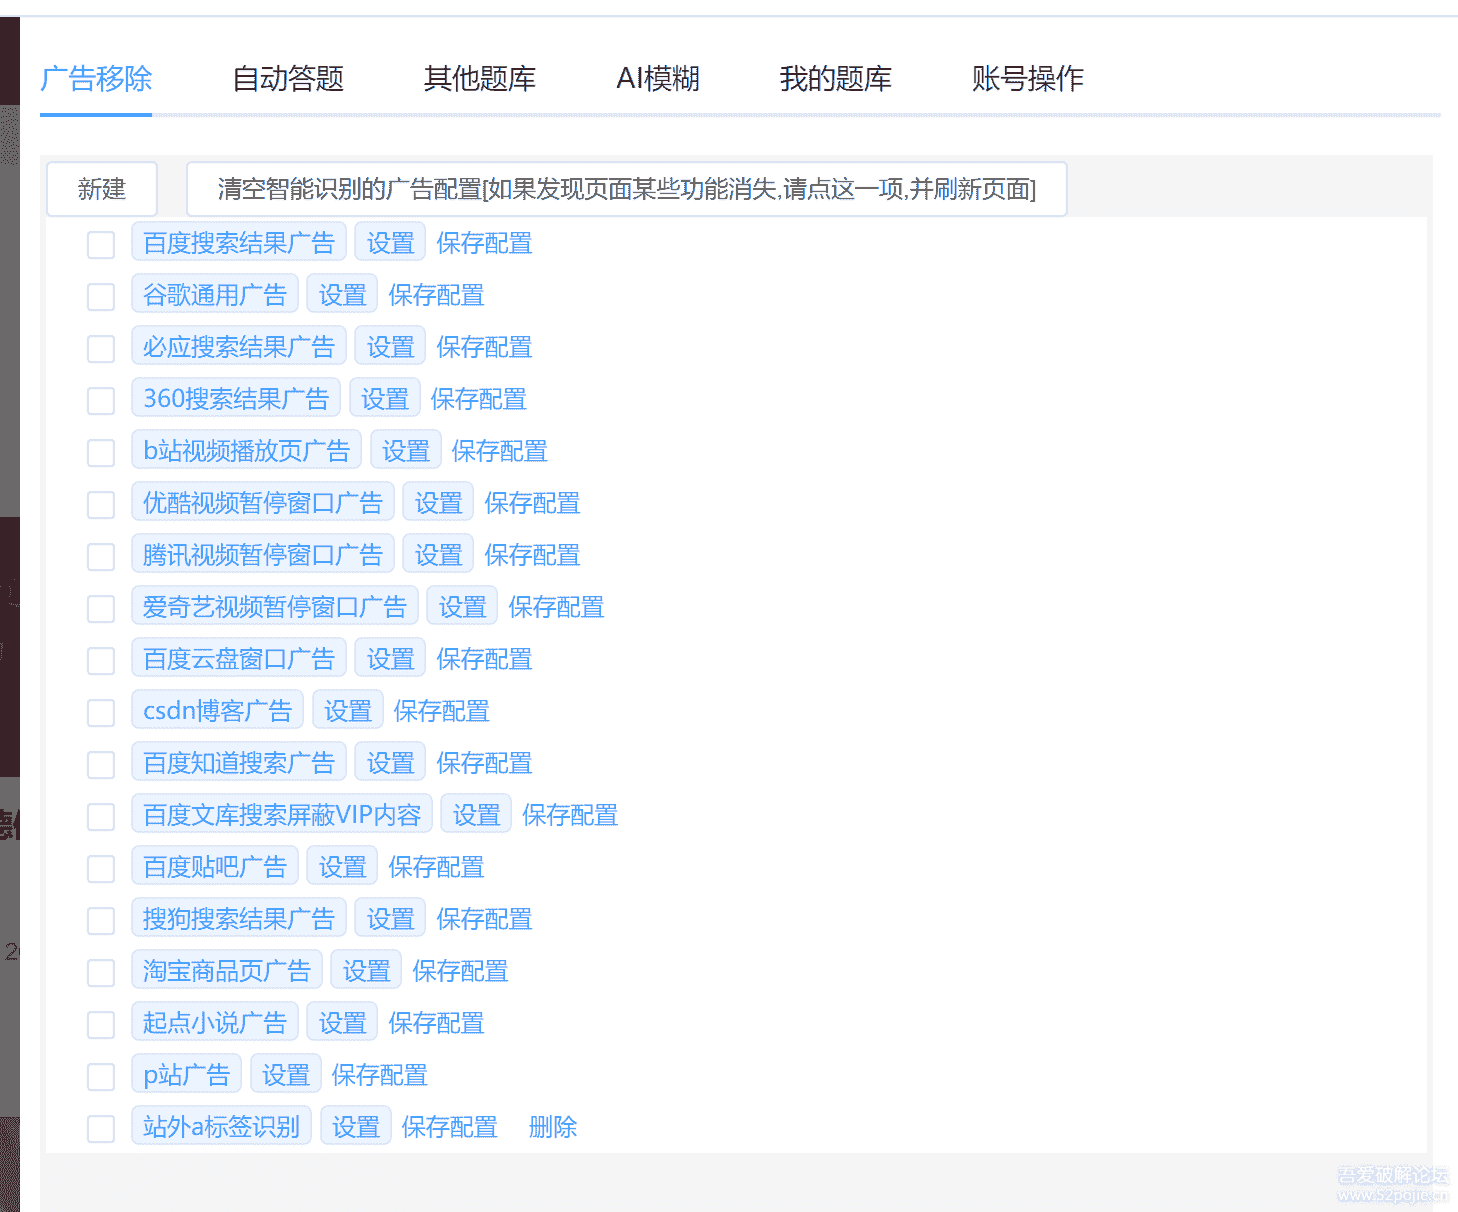 广告移除 自动答题 其他题库 AI模糊 我的题库 账号操作
新建 清空智能识别的广告配置[如果发现页面某些功能消失,请点这一项,并刷新页面]
百度搜索结果广告 设置 保存配置
谷歌通用广告 设置 保存配置
必应搜索结果广告 设置 保存配置
360搜索结果广告 设置 保存配置
b站视频播放页广告 设置 保存配置
优酷视频暂停窗口广告 设置 保存配置
腾讯视频暂停窗口广告 设置 保存配置
爱奇艺视频暂停窗口广告 设置 保存配置
百度云盘窗口广告 设置 保存配置
csdn博客广告 设置 保存配置
百度知道搜索广告 设置 保存配置
百度文库搜索屏蔽VIP内容 设置 保存配置
百度贴吧广告 设置 保存配置
搜狗搜索结果广告 设置 保存配置
淘宝商品页广告 设置 保存配置
起点小说广告 设置 保存配置
p站广告 设置 保存配置
站外a标签识别 设置 保存配置 删除
吾爱破解论坛
www.52pojie.cn